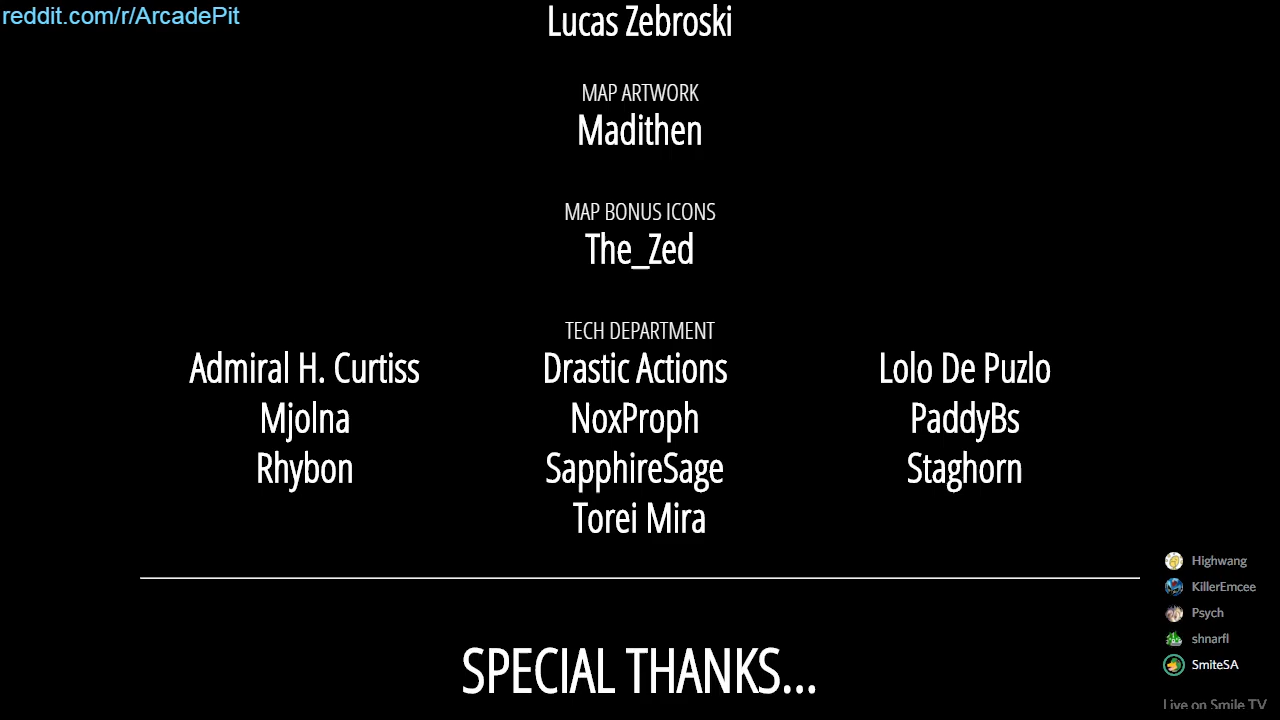 reddit.com/r/ArcadePit
Lucas Zebroski
MAP ARTWORK
Madithen
MAP BONUS ICONS
The_Zed
TECH DEPARTMENT
Admiral H. Curtiss Drastic Actions Lolo De Puzlo
Mjolna NoxProph PaddyBs
Rhybon SapphireSage Staghorn
Torei Mira
SPECIAL THANKS...
Highwang
KillerEmcee
Psych
shnarfl
SmiteSA
Live on Smile TV